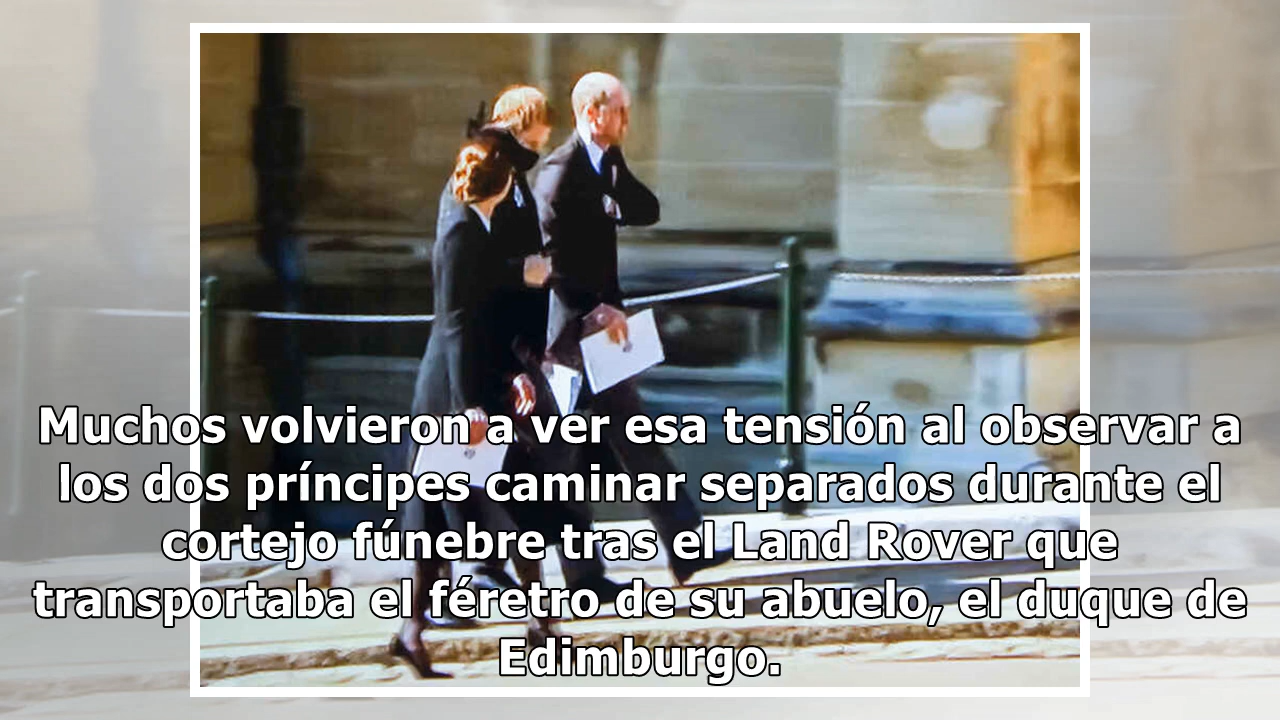 Muchos volvieron a ver esa tensión al observar a
los dos príncipes caminar separados durante el
cortejo fúnebre tras el Land Rover que
transportaba el féretro de su abuelo, el duque de
Edimburgo.